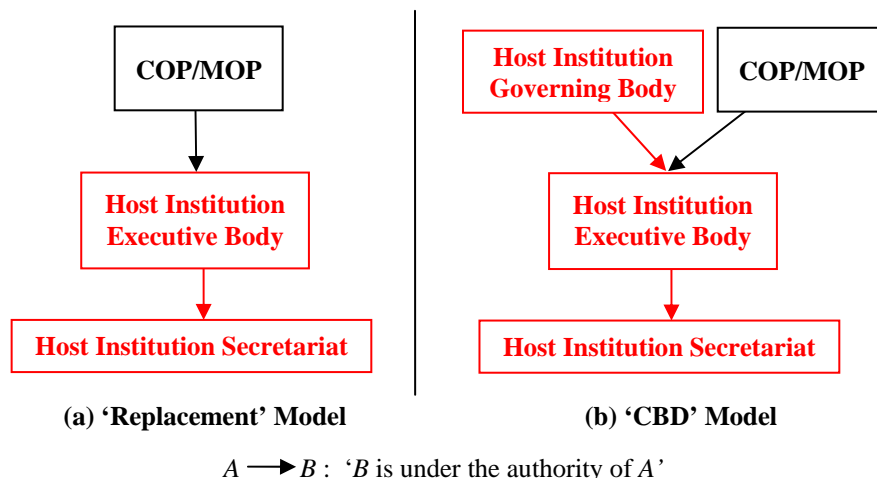 COP/MOP
Host Institution
Executive Body
Host Institution Secretariat
(a) ‘Replacement’ Model
Host Institution
Governing Body
COP/MOP
Host Institution
Executive Body
Host Institution Secretariat
(b) ‘CBD’ Model
A ⟶ B : ‘B is under the authority of A’